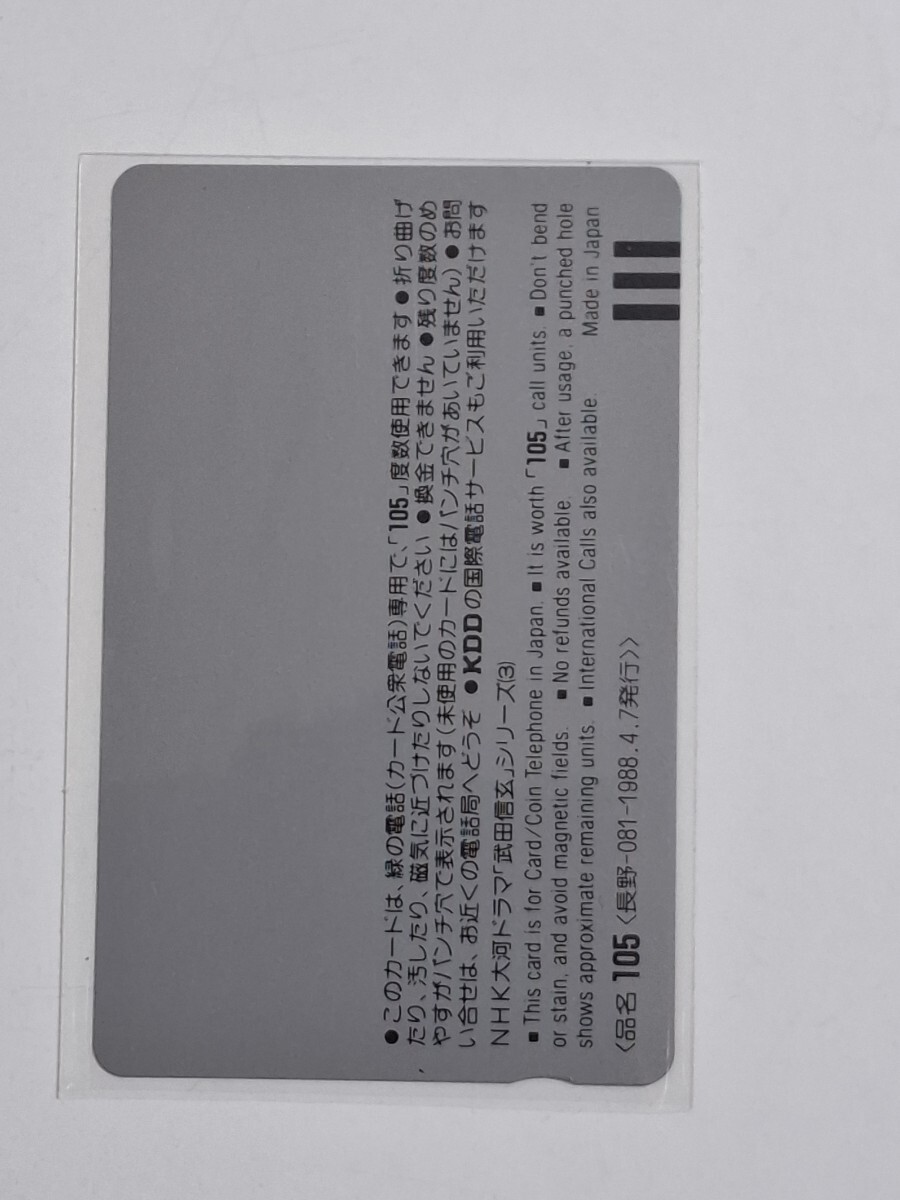 ●このカードは、緑の電話(カード公衆電話)専用で、「105」度数使用できます ●折り曲げ
たり、汚したり、磁気に近づけたりしないでください ●換金できません ●残り度数のめ
やすがパンチ穴で表示されます(未使用のカードにはパンチ穴があいていません) ●お問
い合せは、お近くの電話局へどうぞ ●KDDの国際電話サービスもご利用いただけます
NHK大河ドラマ「武田信玄」シリーズ(3)
■ This card is for Card/Coin Telephone in Japan. ■ It is worth「105」call units. ■ Don't bend
or stain, and avoid magnetic fields. ■ No refunds available. ■ After usage, a punched hole
shows approximate remaining units. ■ International Calls also available. Made in Japan
〈品名 105〈長野-081-1988.4.7発行〉〉